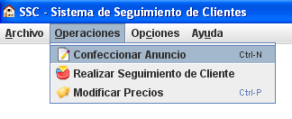 SSC - Sistema de Seguimiento de Clientes
Archivo Operaciones Opciones Ayuda
Confeccionar Anuncio Ctrl-N
Realizar Seguimiento de Cliente
Modificar Precios Ctrl-P